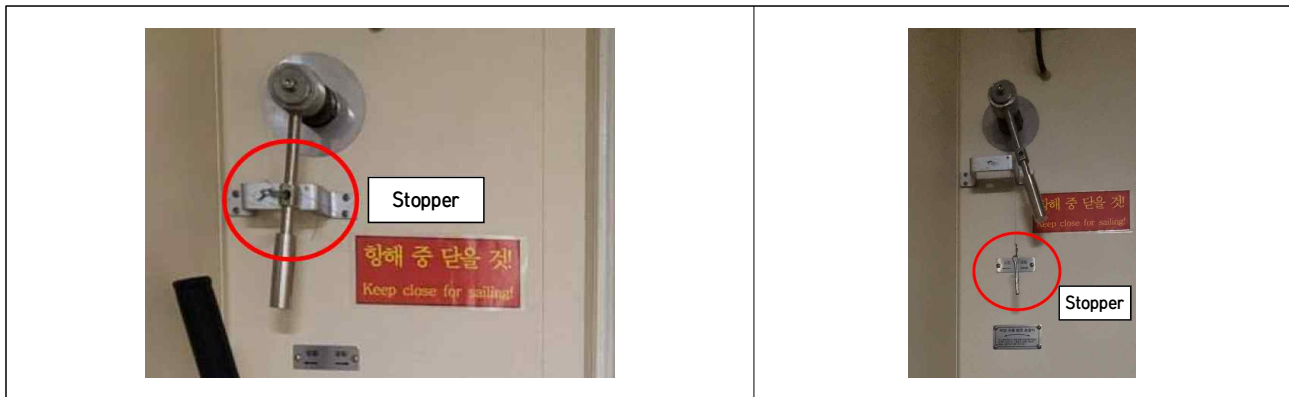 Stopper
항해 중 닫을 것!
Keep close for sailing!
항해 중 닫을 것!
Keep close for sailing!
Stopper